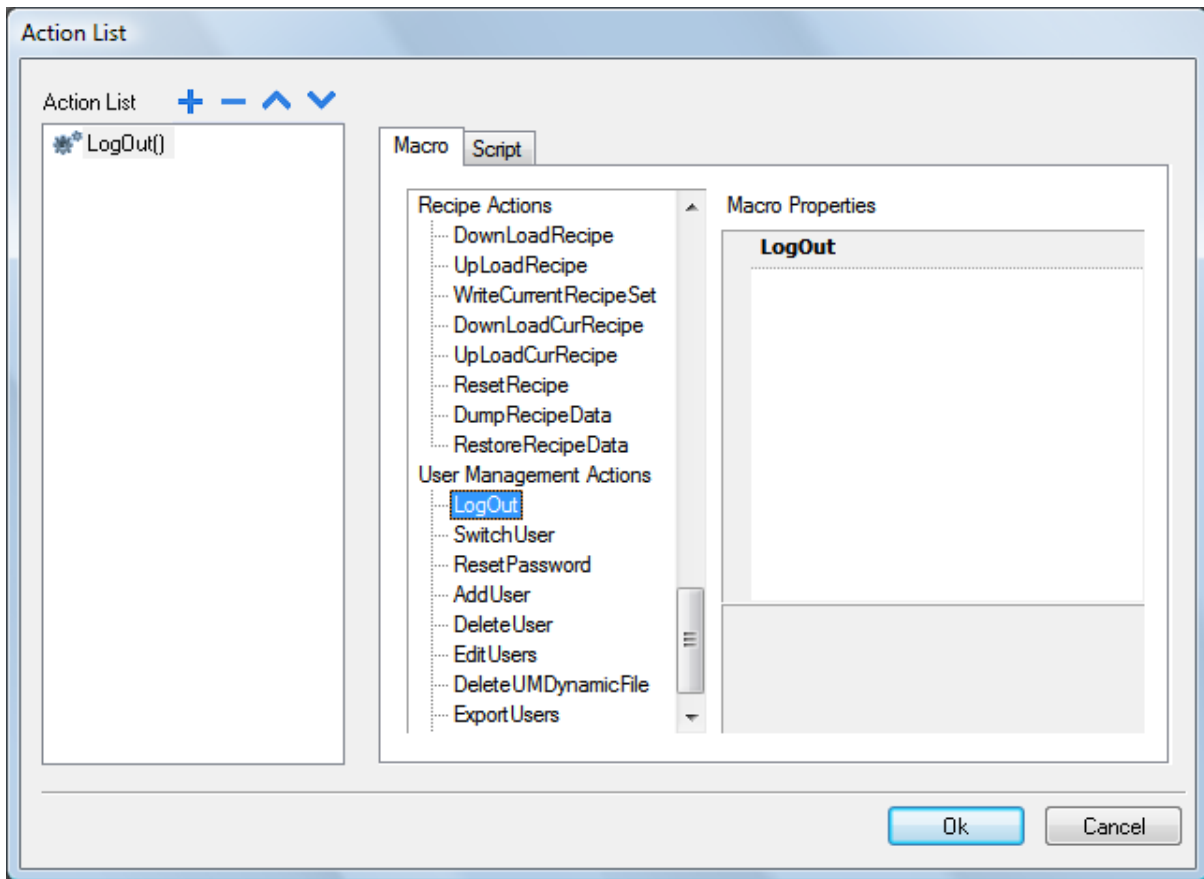 Action List
Action List
LogOut()
Macro
Script
Recipe Actions
DownLoadRecipe
UpLoadRecipe
WriteCurrentRecipeSet
DownLoadCurRecipe
UpLoadCurRecipe
ResetRecipe
DumpRecipeData
RestoreRecipeData
User Management Actions
LogOut
SwitchUser
ResetPassword
AddUser
DeleteUser
EditUsers
DeleteUMDynamicFile
ExportUsers
Macro Properties
LogOut
Ok
Cancel